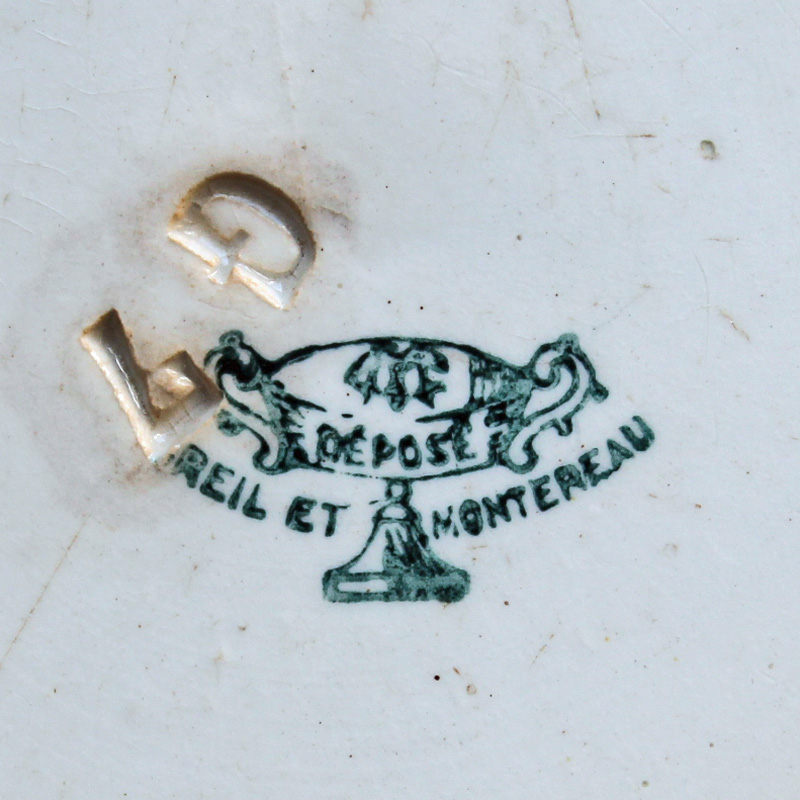 G
L
DÉPOSÉ
REIL ET MONTEREAU